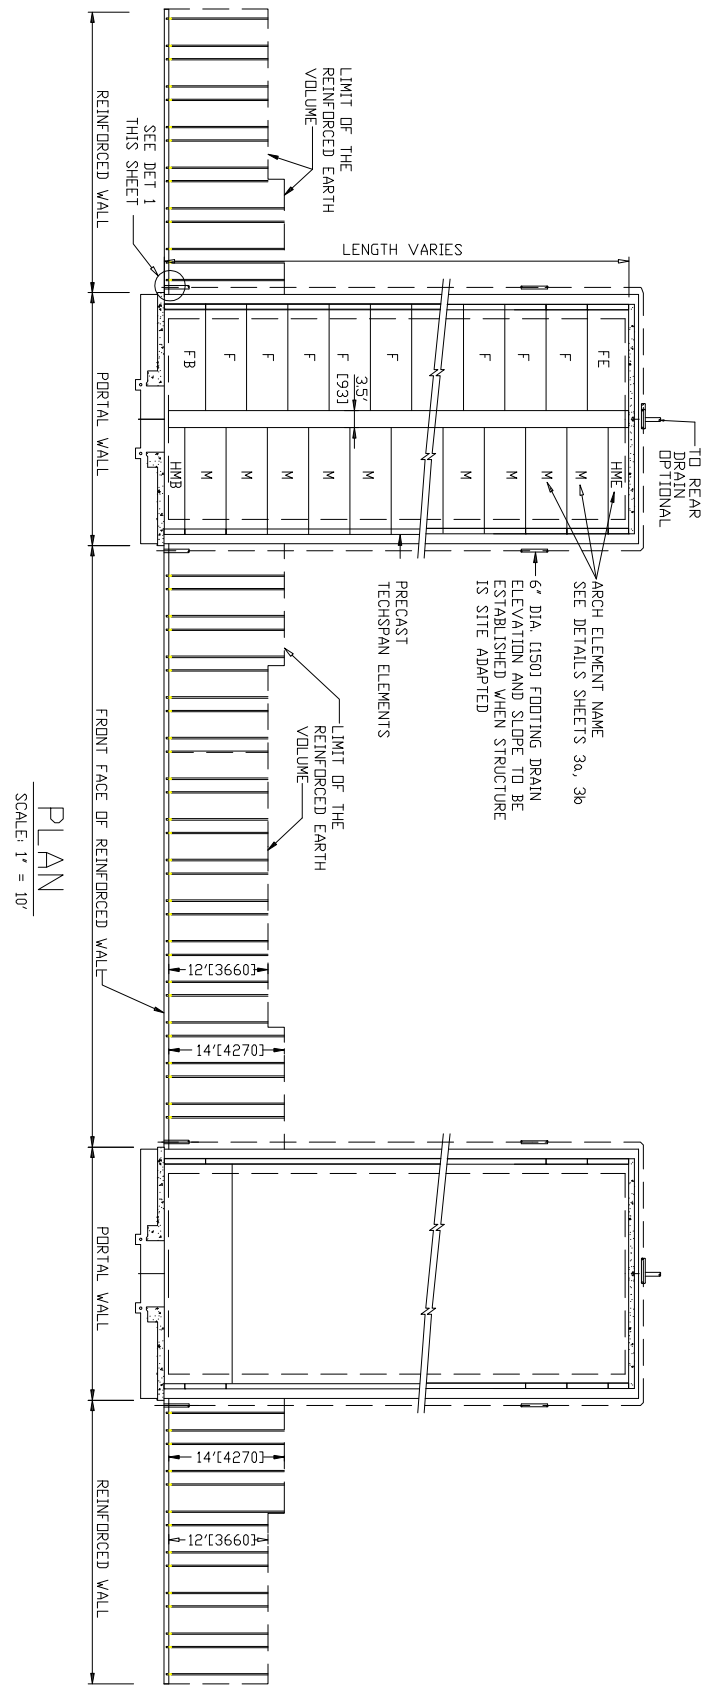 LIMIT OF THE
REINFORCED EARTH
VOLUME
SEE DET 1
THIS SHEET
REINFORCED WALL
LENGTH VARIES
TO REAR
DRAIN
OPTIONAL
FB
F
F
F
F
F
F
F
F
FE
3.5'
[93]
HMB
M
M
M
M
M
M
M
M
M
HME
PORTAL WALL
ARCH ELEMENT NAME
SEE DETAILS SHEETS 3a, 3b
6" DIA. [150] FOOTING DRAIN
ELEVATION AND SLOPE TO BE
ESTABLISHED WHEN STRUCTURE
IS SITE ADAPTED
PRECAST
TECHSPAN ELEMENTS
LIMIT OF THE
REINFORCED EARTH
VOLUME
FRONT FACE OF REINFORCED WALL
12'[3660]
14'[4270]
PORTAL WALL
14'[4270]
12'[3660]
REINFORCED WALL
PLAN
SCALE: 1" = 10'